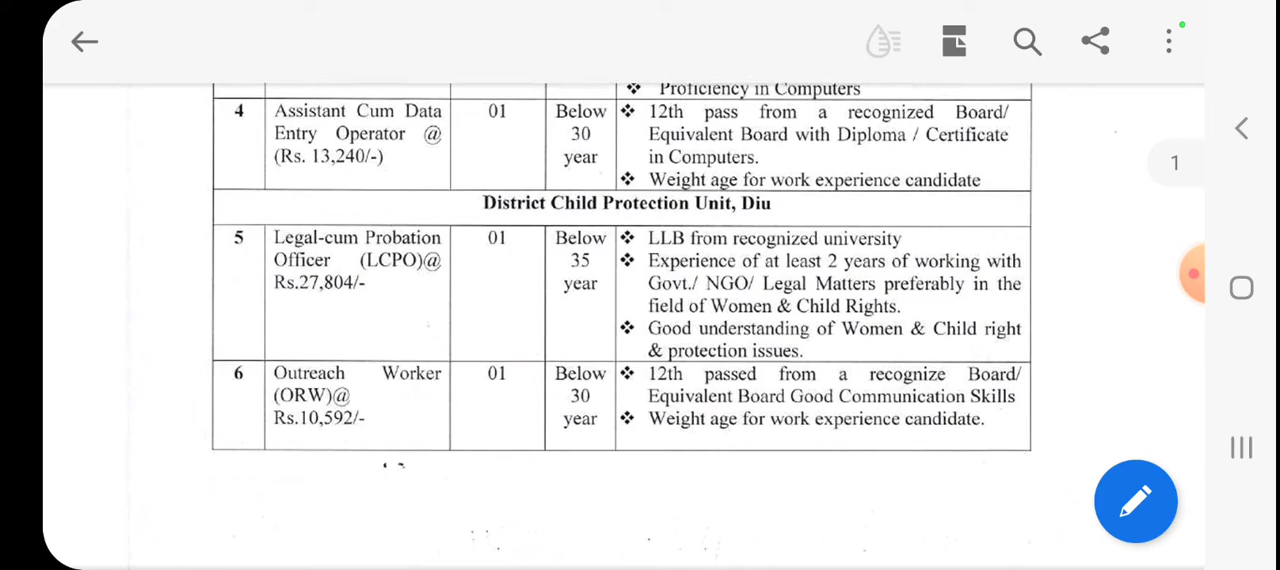 ❖ Proficiency in Computers
4 Assistant Cum Data 01 Below ❖ 12th pass from a recognized Board/
Entry Operator @ 30 Equivalent Board with Diploma / Certificate
(Rs. 13,240/-) year in Computers.
❖ Weight age for work experience candidate
District Child Protection Unit, Diu
5 Legal-cum Probation 01 Below ❖ LLB from recognized university
Officer (LCPO)@ 35 ❖ Experience of at least 2 years of working with
Rs.27,804/- year Govt./ NGO/ Legal Matters preferably in the
field of Women & Child Rights.
❖ Good understanding of Women & Child right
& protection issues.
6 Outreach Worker 01 Below ❖ 12th passed from a recognize Board/
(ORW)@ 30 Equivalent Board Good Communication Skills
Rs.10,592/- year ❖ Weight age for work experience candidate.
1